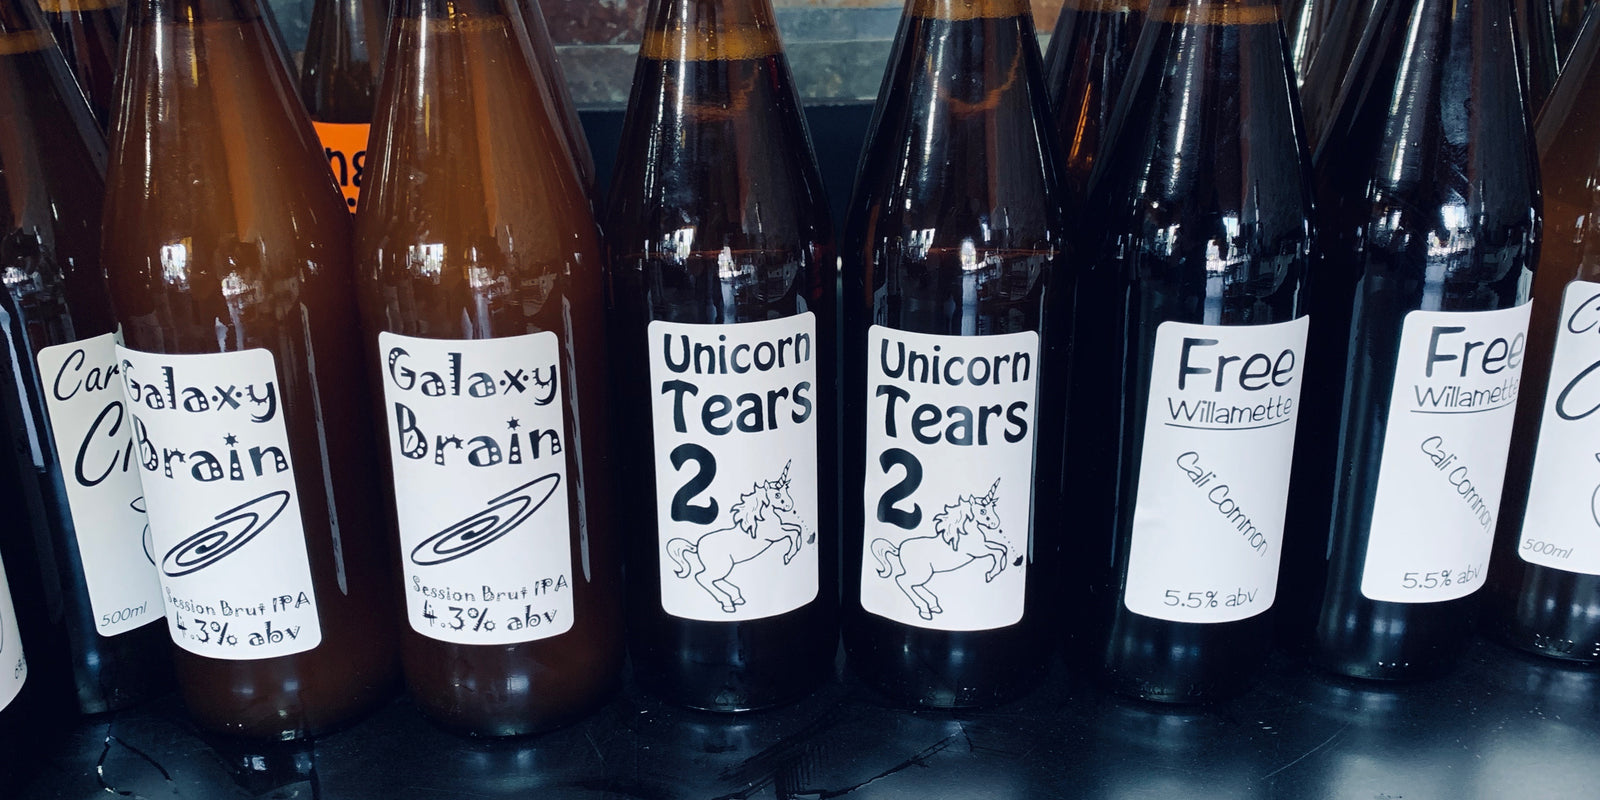 ng
Car
500ml
Galaxy
Brain
Session Brut IPA
4.3% abv
Galaxy
Brain
Session Brut IPA
4.3% abv
Unicorn
Tears
2
Unicorn
Tears
2
Free
Willamette
Cali Common
5.5% abv
Free
Willamette
Cali Common
5.5% abv
500ml